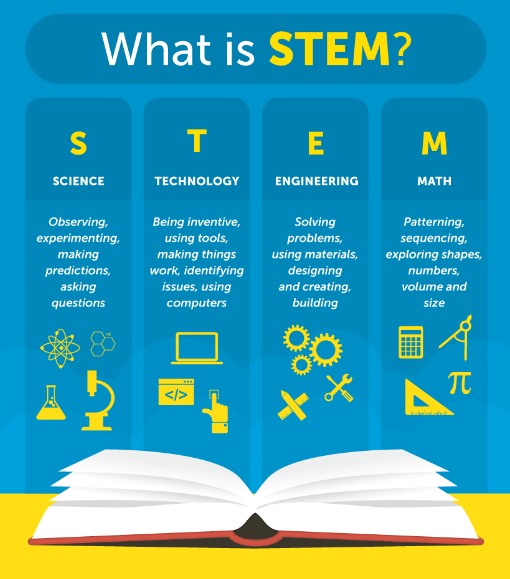 What is STEM?
S
SCIENCE
Observing,
experimenting,
making
predictions,
asking
questions
T
TECHNOLOGY
Being inventive,
using tools,
making things
work, identifying
issues, using
computers
</>
E
ENGINEERING
Solving
problems,
using materials,
designing
and creating,
building
M
MATH
Patterning,
sequencing,
exploring shapes,
numbers,
volume and
size
π